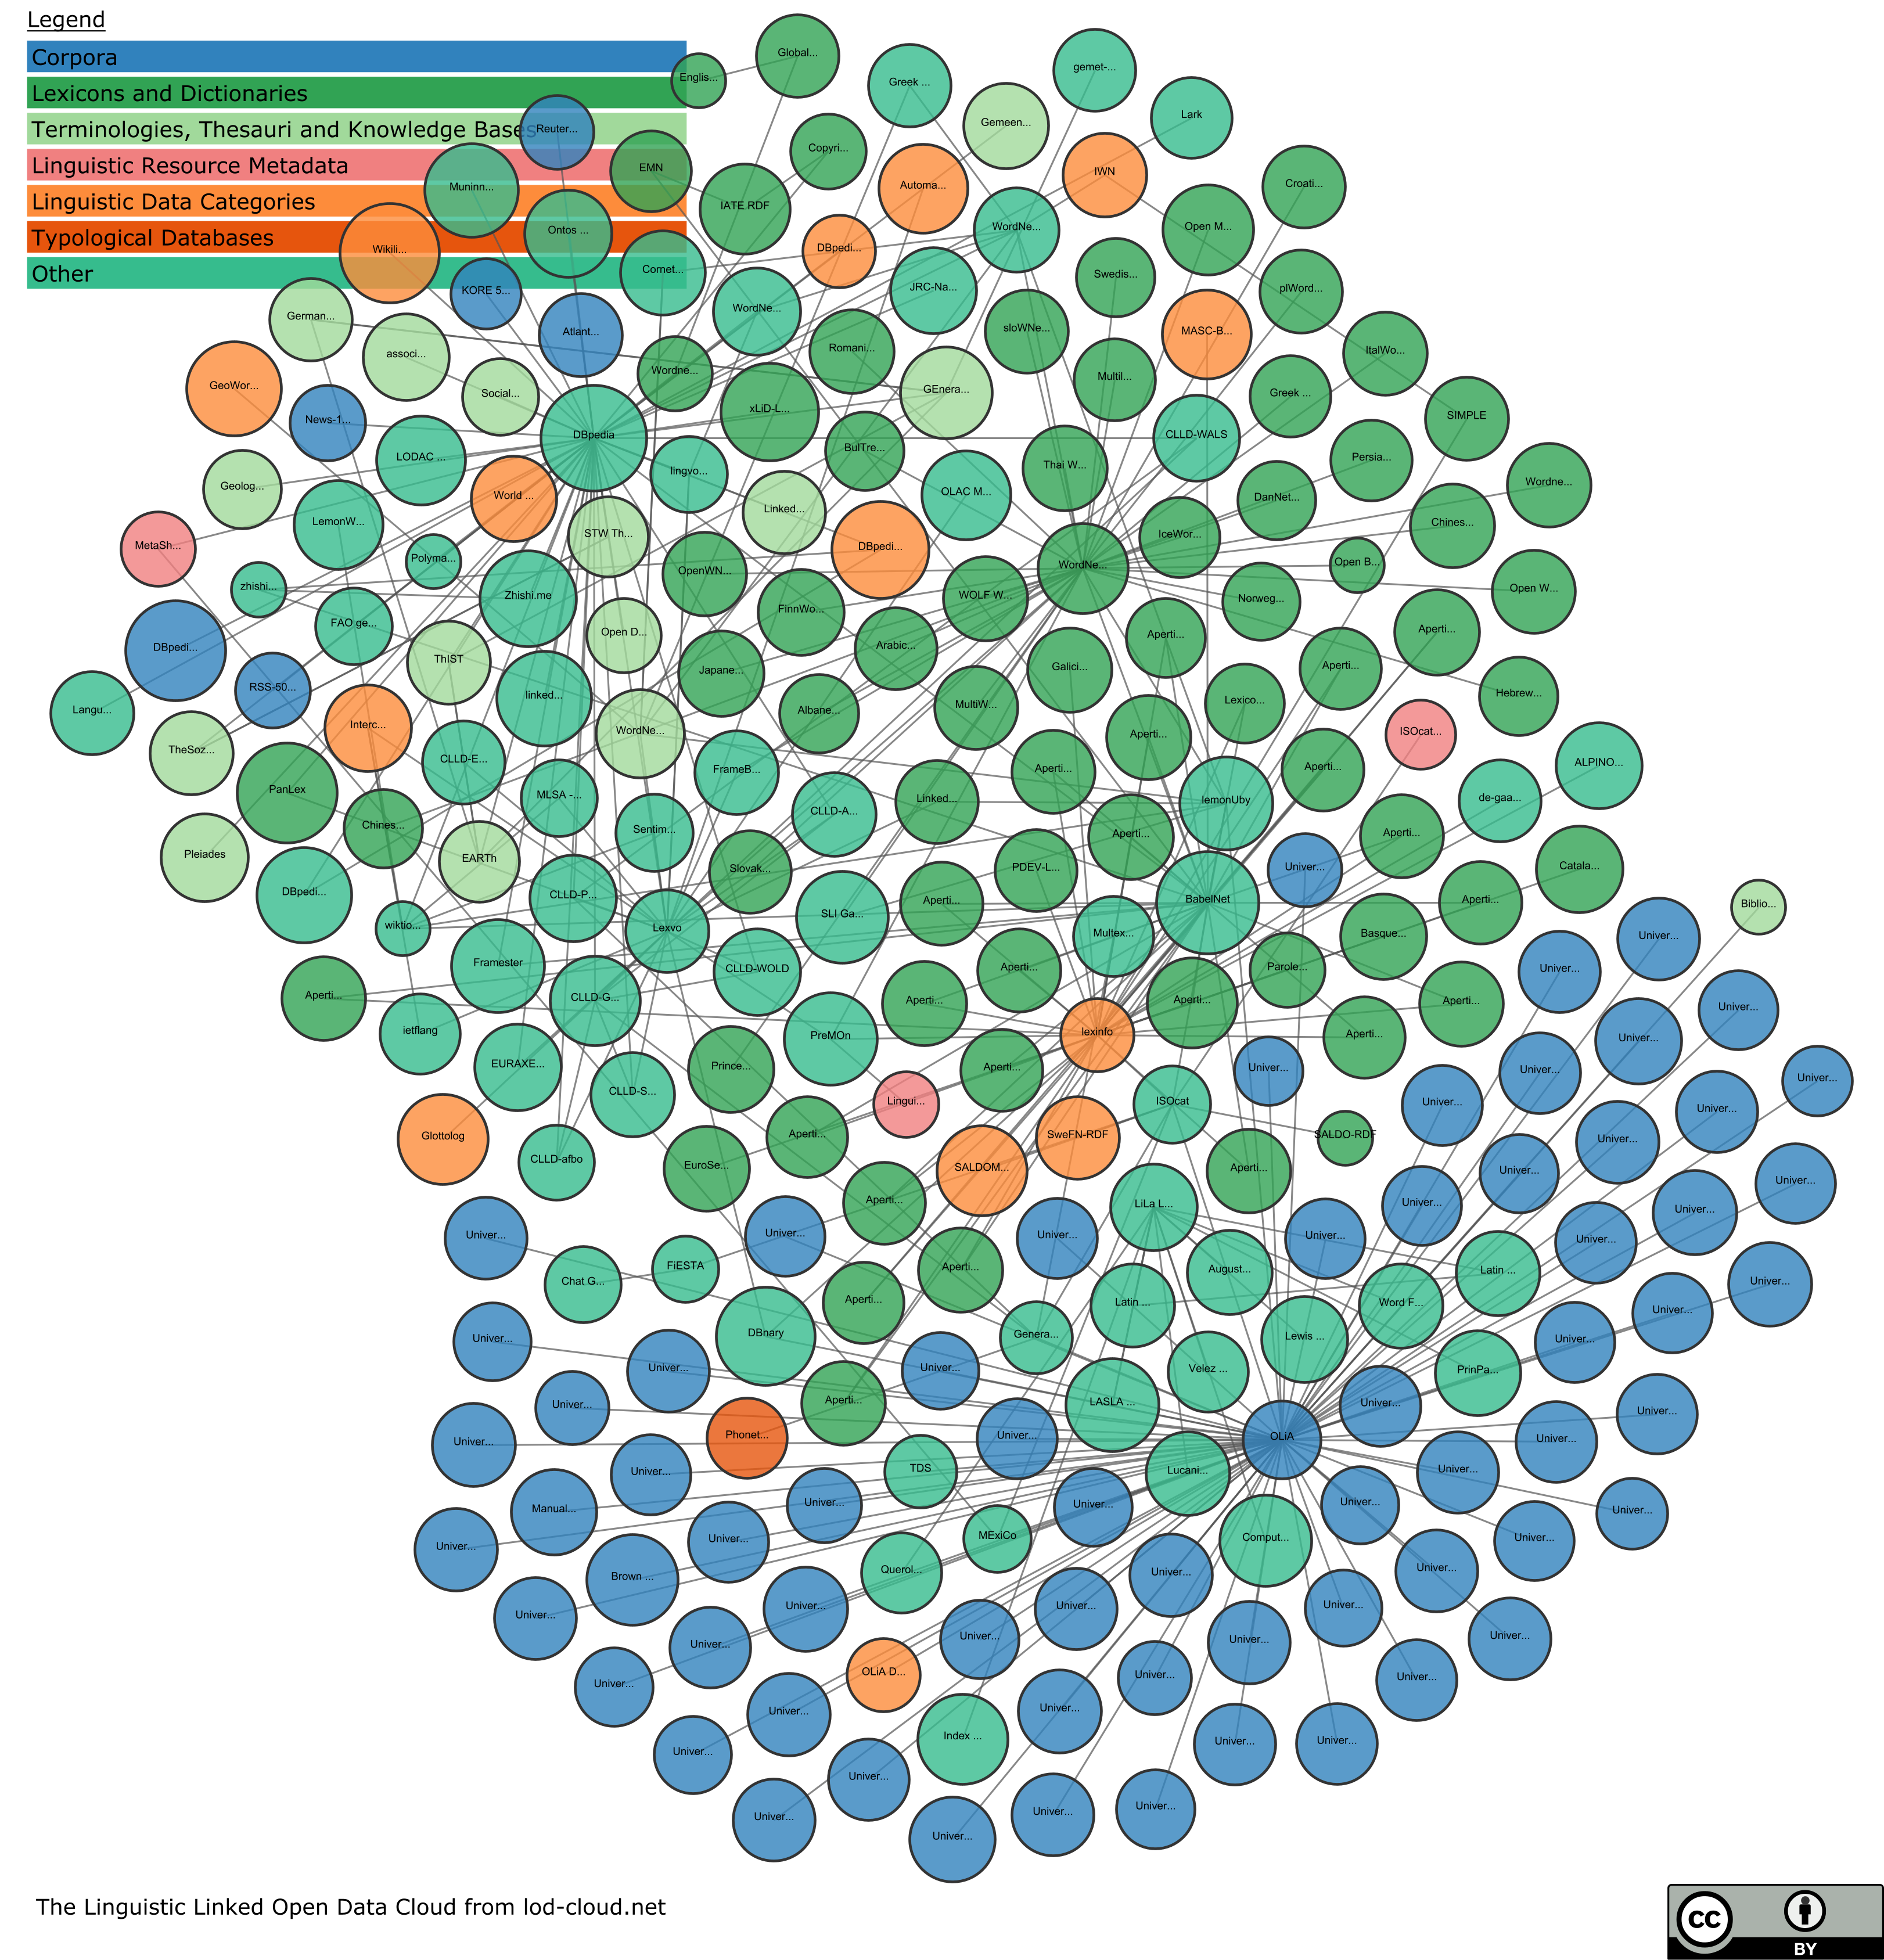 Legend
Corpora
Lexicons and Dictionaries
Terminologies, Thesauri and Knowledge Bases
Linguistic Resource Metadata
Linguistic Data Categories
Typological Databases
Other
Englis...
Global...
Greek ...
gemet-...
Lark
Gemeen...
Reuter...
EMN
Copyri...
Automa...
IWN
Croati...
Muninn...
IATE RDF
Ontos ...
WordNe...
Open M...
Wikili...
DBpedi...
Cornet...
Swedis...
JRC-Na...
KORE 5...
plWord...
WordNe...
German...
Atlant...
sloWNe...
MASC-B...
associ...
Romani...
ItalWo...
Wordne...
Multil...
GeoWor...
Social...
GEnera...
Greek ...
xLiD-L...
SIMPLE
News-1...
DBpedia
CLLD-WALS
BulTre...
LODAC ...
lingvo...
Thai W...
Persia...
Geolog...
World ...
OLAC M...
DanNet...
Wordne...
Linked...
LemonW...
STW Th...
IceWor...
Chines...
MetaSh...
Polyma...
DBpedi...
OpenWN...
WordNe...
Open B...
zhishi...
Zhishi.me
FinnWo...
WOLF W...
Norweg...
Open W...
FAO ge...
Open D...
Arabic...
Aperti...
Aperti...
DBpedi...
ThIST
Japane...
Galici...
Aperti...
RSS-50...
linked...
MultiW...
Lexico...
Hebrew...
Langu...
Albane...
Interc...
WordNe...
Aperti...
ISOcat...
TheSoz...
CLLD-E...
FrameB...
Aperti...
Aperti...
ALPINO...
PanLex
MLSA -...
CLLD-A...
Linked...
lemonUby
de-gaa...
Chines...
Sentim...
Aperti...
Aperti...
Pleiades
EARTh
Slovak...
PDEV-L...
Univer...
Catala...
DBpedi...
CLLD-P...
SLI Ga...
Aperti...
BabelNet
Aperti...
Biblio...
wiktio...
Lexvo
Multex...
Basque...
Univer...
Framester
CLLD-WOLD
Aperti...
Parole...
Univer...
Aperti...
CLLD-G...
Aperti...
Aperti...
Aperti...
Univer...
ietflang
PreMOn
lexinfo
Aperti...
Univer...
EURAXE...
Prince...
Aperti...
Univer...
Univer...
Univer...
CLLD-S...
Lingui...
ISOcat
Univer...
Univer...
Glottolog
Aperti...
SweFN-RDF
SALDO-RDF
Univer...
CLLD-afbo
EuroSe...
SALDOM...
Aperti...
Univer...
Univer...
Aperti...
LiLa L...
Univer...
Univer...
Univer...
Univer...
Univer...
Univer...
Univer...
Chat G...
FiESTA
Aperti...
August...
Latin ...
Univer...
Aperti...
Latin ...
Word F...
Univer...
Univer...
DBnary
Genera...
Lewis ...
Univer...
Univer...
Univer...
Velez ...
PrinPa...
Univer...
Aperti...
LASLA ...
Univer...
Univer...
Univer...
Phonet...
Univer...
OLiA
Univer...
Univer...
TDS
Lucani...
Univer...
Manual...
Univer...
Univer...
Univer...
Univer...
Univer...
Univer...
MExiCo
Comput...
Univer...
Brown ...
Querol...
Univer...
Univer...
Univer...
Univer...
Univer...
Univer...
Univer...
Univer...
Univer...
Univer...
Univer...
OLiA D...
Univer...
Univer...
Univer...
Univer...
Index ...
Univer...
Univer...
Univer...
Univer...
Univer...
Univer...
Univer...
Univer...
Univer...
The Linguistic Linked Open Data Cloud from lod-cloud.net
cc
BY